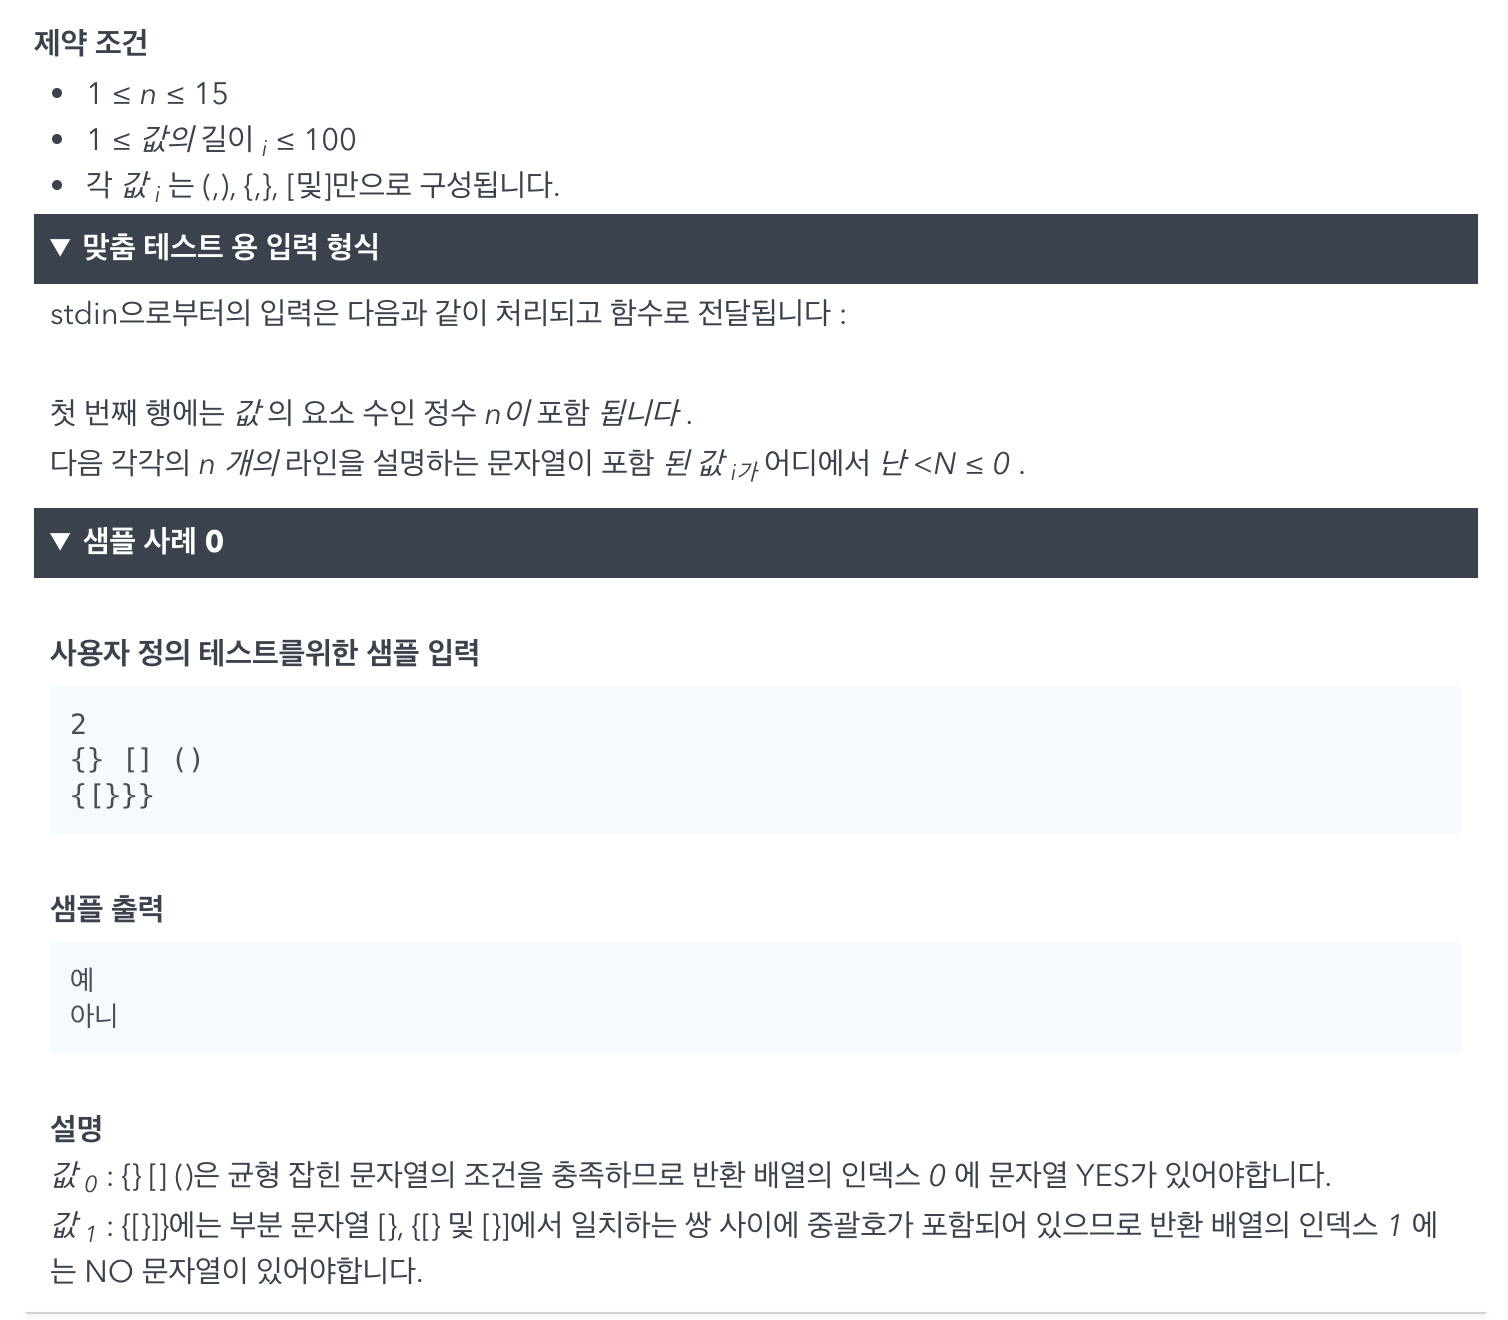 제약 조건
• 1 ≤ n ≤ 15
• 1 ≤ 값의 길이 i ≤ 100
• 각 값 i 는 (,), {,}, [및]만으로 구성됩니다.
▼ 맞춤 테스트 용 입력 형식
stdin으로부터의 입력은 다음과 같이 처리되고 함수로 전달됩니다 :
첫 번째 행에는 값 의 요소 수인 정수 n이 포함 됩니다 .
다음 각각의 n 개의 라인을 설명하는 문자열이 포함 된 값 i가 어디에서 난 <N ≤ 0 .
▼ 샘플 사례 0
사용자 정의 테스트를위한 샘플 입력
2
{} [] ()
{[}}}
샘플 출력
예
아니
설명
값 0 : {} [] ()은 균형 잡힌 문자열의 조건을 충족하므로 반환 배열의 인덱스 0 에 문자열 YES가 있어야합니다.
값 1 : {[}]}에는 부분 문자열 [}, {[} 및 [}]에서 일치하는 쌍 사이에 중괄호가 포함되어 있으므로 반환 배열의 인덱스 1 에
는 NO 문자열이 있어야합니다.